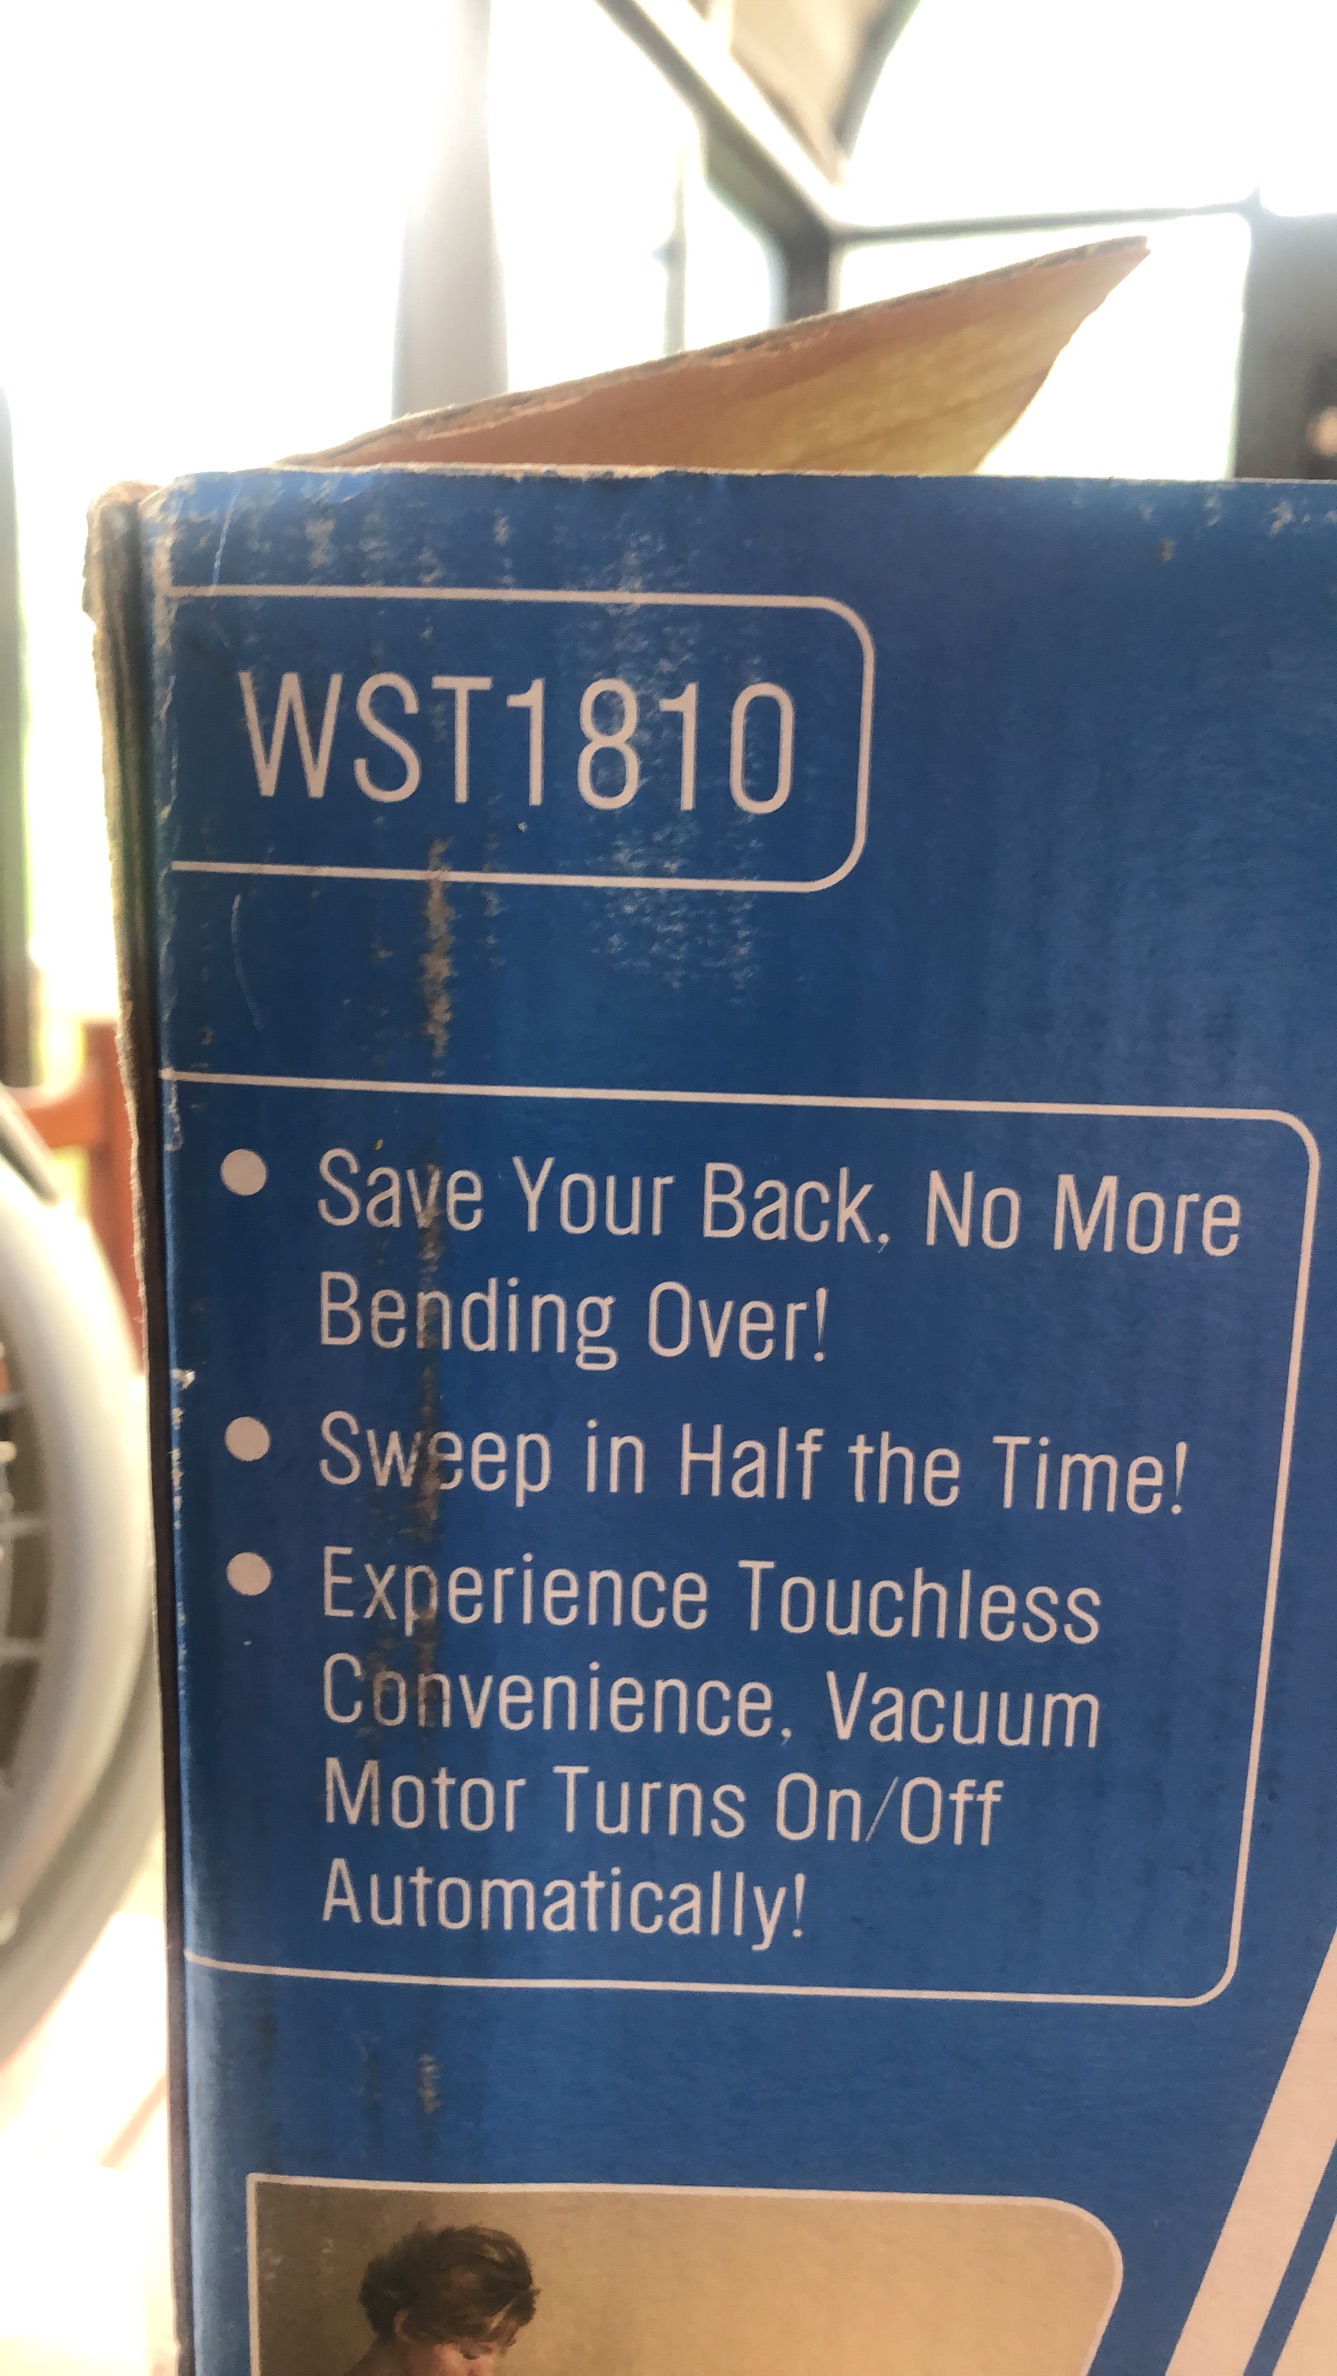 WST1810
• Save Your Back, No More
Bending Over!
• Sweep in Half the Time!
• Experience Touchless
Convenience, Vacuum
Motor Turns On/Off
Automatically!